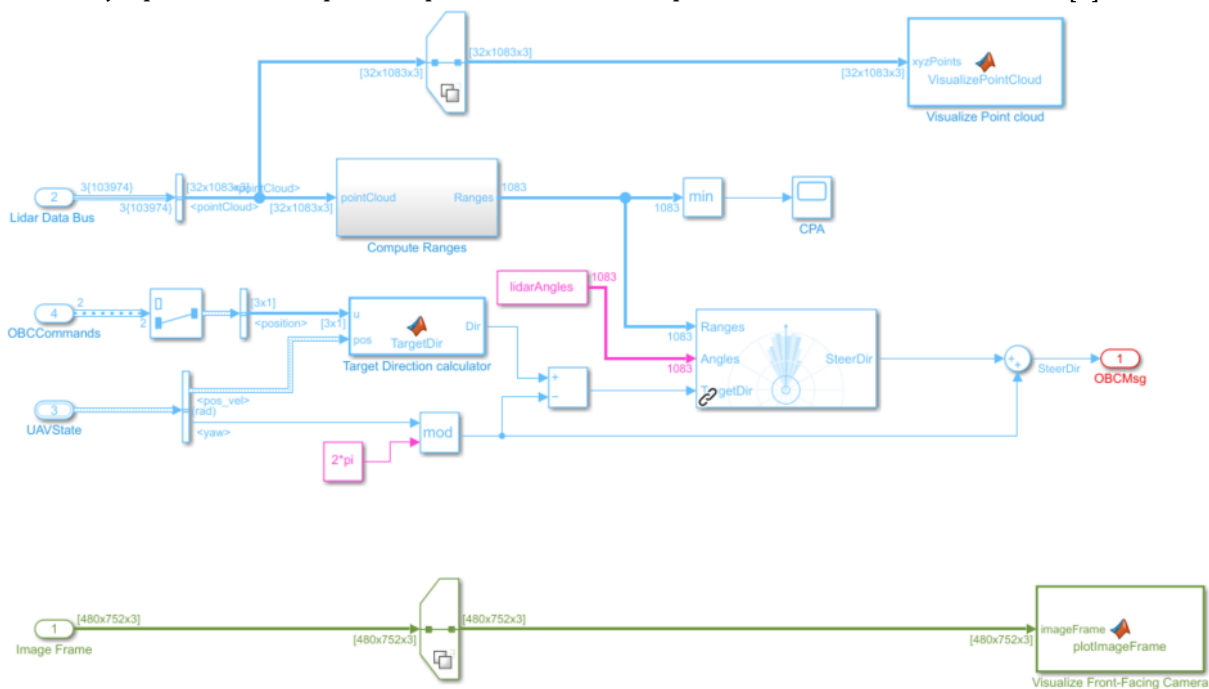 [32x1083x3]
[32x1083x3]
[32x1083x3]
xyzPoints
VisualizePointCloud
Visualize Point cloud
2
Lidar Data Bus
3{103974}
3{103974}
[32x1083x3]
<pointCloud>
<pointCloud>
[32x1083x3]
pointCloud
Ranges
Compute Ranges
1083
1083
min
CPA
lidarAngles
1083
4
OBCCommands
2
2
[]
[3x1]
<position>
[3x1]
u
pos
Dir
TargetDir
Target Direction calculator
+
−
1083
1083
Ranges
Angles
SteerDir
++
SteerDir
1
OBCMsg
3
UAVState
<pos_vel>
(rad)
<yaw>
mod
2*pi
1
Image Frame
[480x752x3]
[480x752x3]
[480x752x3]
[480x752x3]
imageFrame
plotImageFrame
Visualize Front-Facing Camera